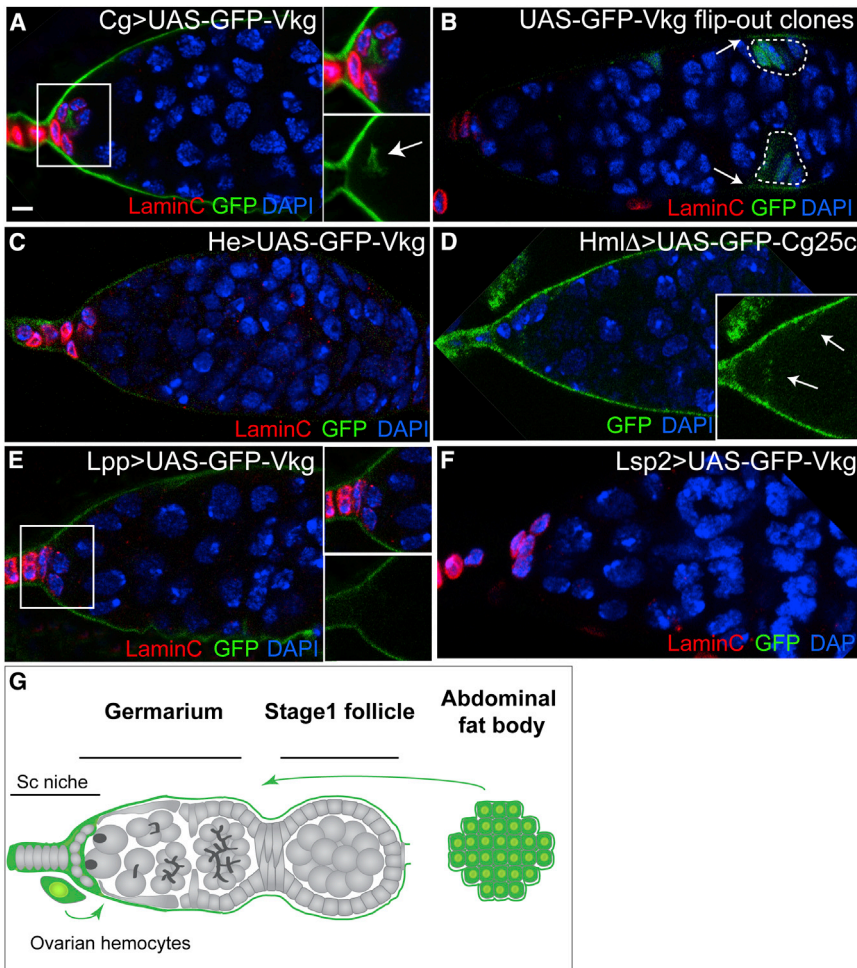 A
Cg>UAS-GFP-Vkg
LaminC GFP DAPI
B
UAS-GFP-Vkg flip-out clones
LaminC GFP DAPI
C
He>UAS-GFP-Vkg
LaminC GFP DAPI
D
HmlΔ>UAS-GFP-Cg25c
GFP DAPI
E
Lpp>UAS-GFP-Vkg
LaminC GFP DAPI
F
Lsp2>UAS-GFP-Vkg
LaminC GFP DAP
G
Germarium
Stage1 follicle
Abdominal
fat body
Sc niche
Ovarian hemocytes